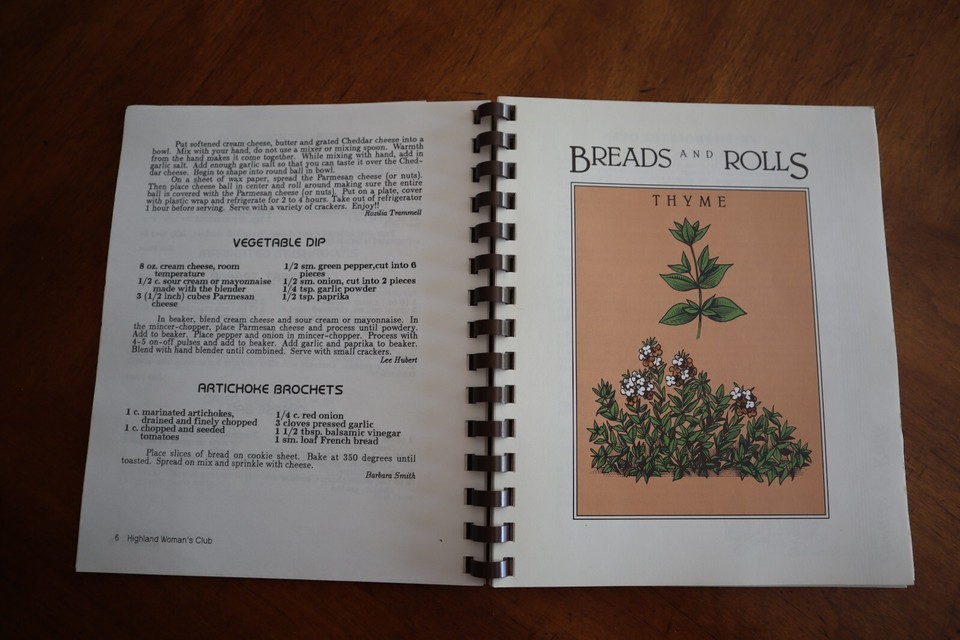 Put softened cream cheese, butter and grated Cheddar cheese into a
bowl. Mix with your hand, do not use a mixer or mixing spoon. Warmth
from the hand makes it come together. While mixing with hand, add in
garlic salt. Add enough garlic salt so that you can taste it over the Ched-
dar cheese. Begin to shape into round ball in bowl.
On a sheet of wax paper, spread the Parmesan cheese (or nuts).
Then place cheese ball in center and roll around making sure the entire
ball is covered with the Parmesan cheese (or nuts). Put on a plate, cover
with plastic wrap and refrigerate for 2 to 4 hours. Take out of refrigerator
1 hour before serving. Serve with a variety of crackers. Enjoy!!
Rozilia Trammell
VEGETABLE DIP
8 oz. cream cheese, room
temperature
1/2 c. sour cream or mayonnaise
made with the blender
3 (1/2 inch) cubes Parmesan
cheese
1/2 sm. green pepper,cut into 6
pieces
1/2 sm. onion, cut into 2 pieces
1/4 tsp. garlic powder
1/2 tsp. paprika
In beaker, blend cream cheese and sour cream or mayonnaise. In
the mincer-chopper, place Parmesan cheese and process until powdery.
Add to beaker. Place pepper and onion in mincer-chopper. Process with
4-5 on-off pulses and add to beaker. Add garlic and paprika to beaker.
Blend with hand blender until combined. Serve with small crackers.
Lee Hubert
ARTICHOKE BROCHETS
1 c. marinated artichokes,
drained and finely chopped
1 c. chopped and seeded
tomatoes
1/4 c. red onion
3 cloves pressed garlic
1 1/2 tbsp. balsamic vinegar
1 sm. loaf French bread
Place slices of bread on cookie sheet. Bake at 350 degrees until
toasted. Spread on mix and sprinkle with cheese.
Barbara Smith
6 Highland Woman's Club
BREADS AND ROLLS
THYME